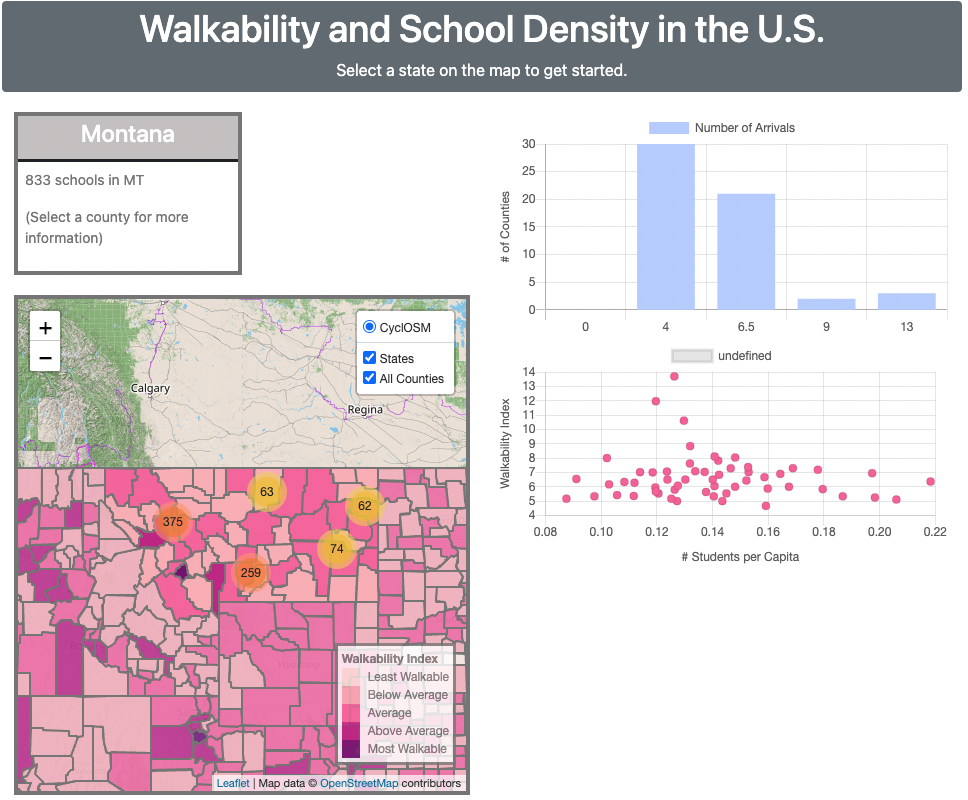 Walkability and School Density in the U.S.
Select a state on the map to get started.
Montana
833 schools in MT
(Select a county for more
information)
+
−
CyclOSM
States
All Counties
Calgary
Regina
63
62
375
74
259
Walkability Index
Least Walkable
Below Average
Average
Above Average
Most Walkable
Leaflet | Map data © OpenStreetMap contributors
Number of Arrivals
# of Counties
30
25
20
15
10
5
0
0 4 6.5 9 13
undefined
Walkability Index
14
13
12
11
10
9
8
7
6
5
4
0.08 0.10 0.12 0.14 0.16 0.18 0.20 0.22
# Students per Capita